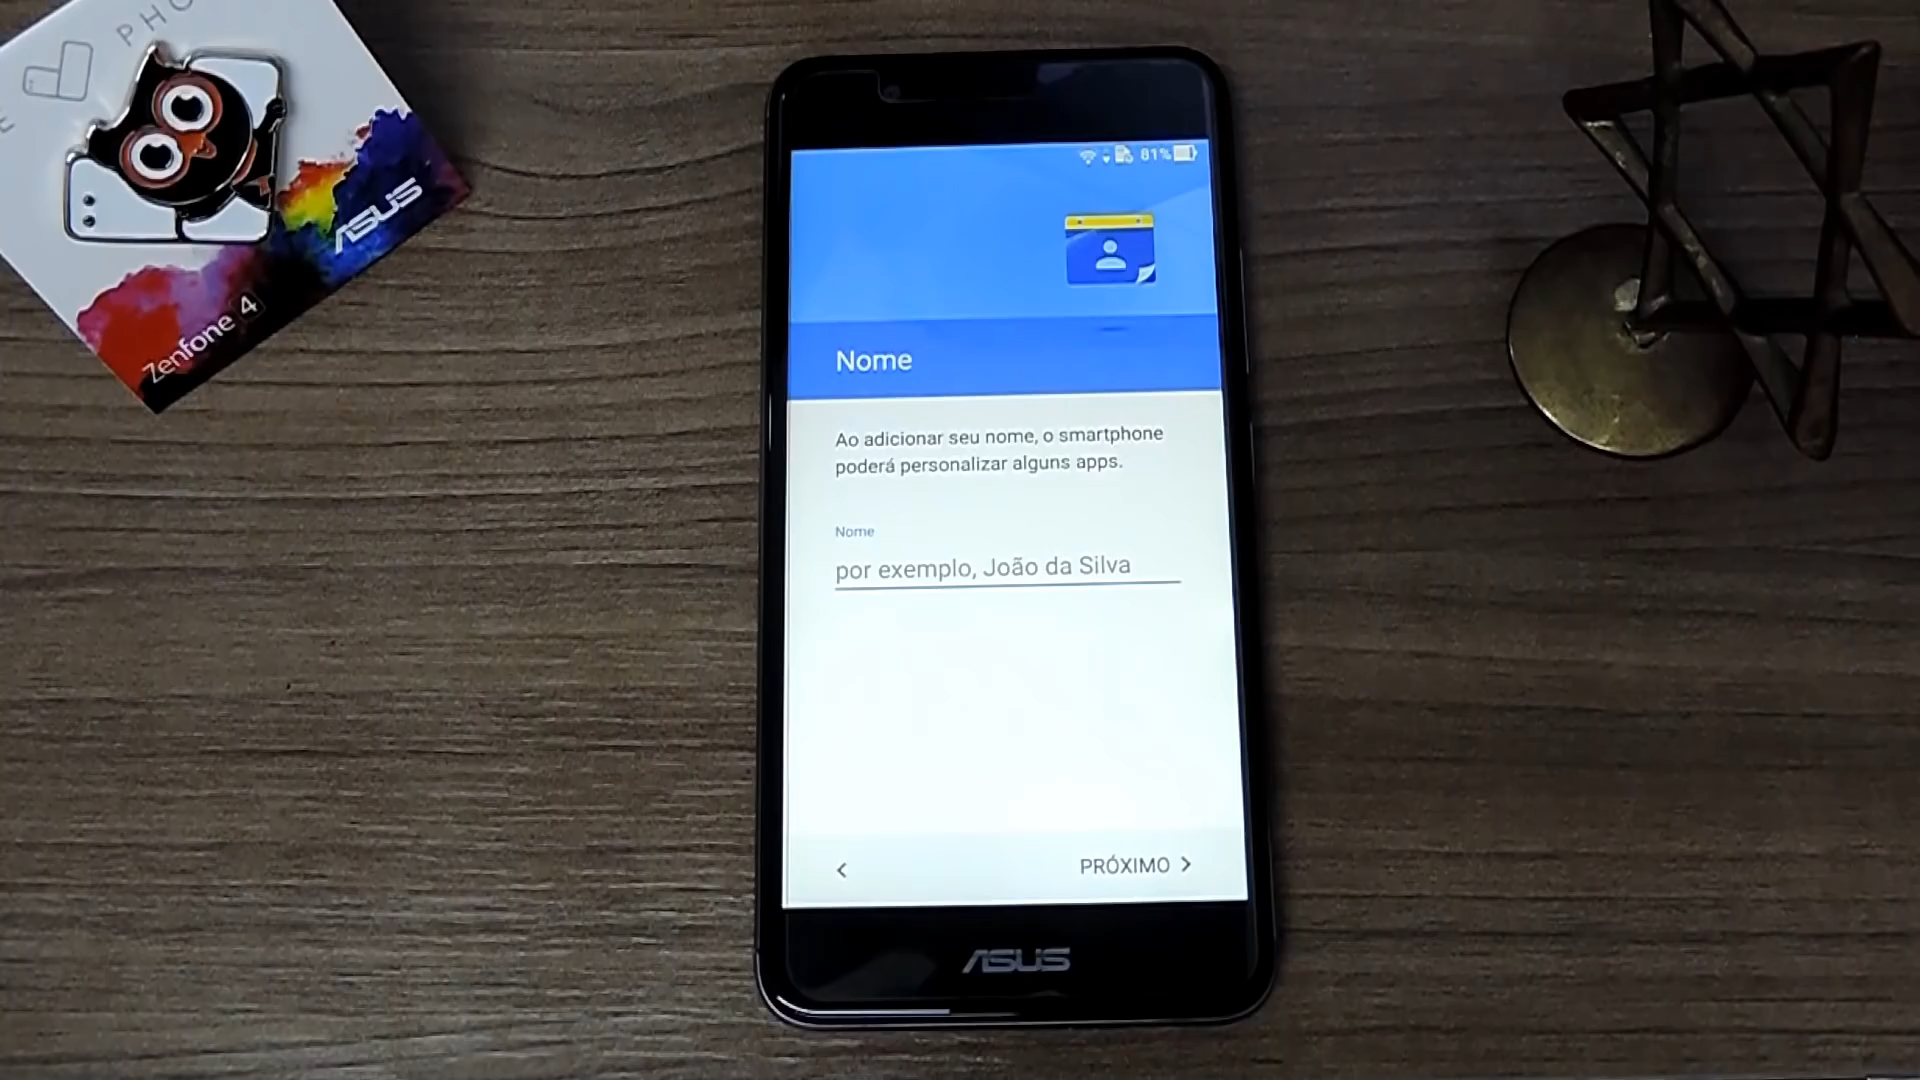 PHO
E
ASUS
Zenfone 4
81%
Nome
Ao adicionar seu nome, o smartphone
poderá personalizar alguns apps.
Nome
por exemplo, João da Silva
PRÓXIMO
ASUS